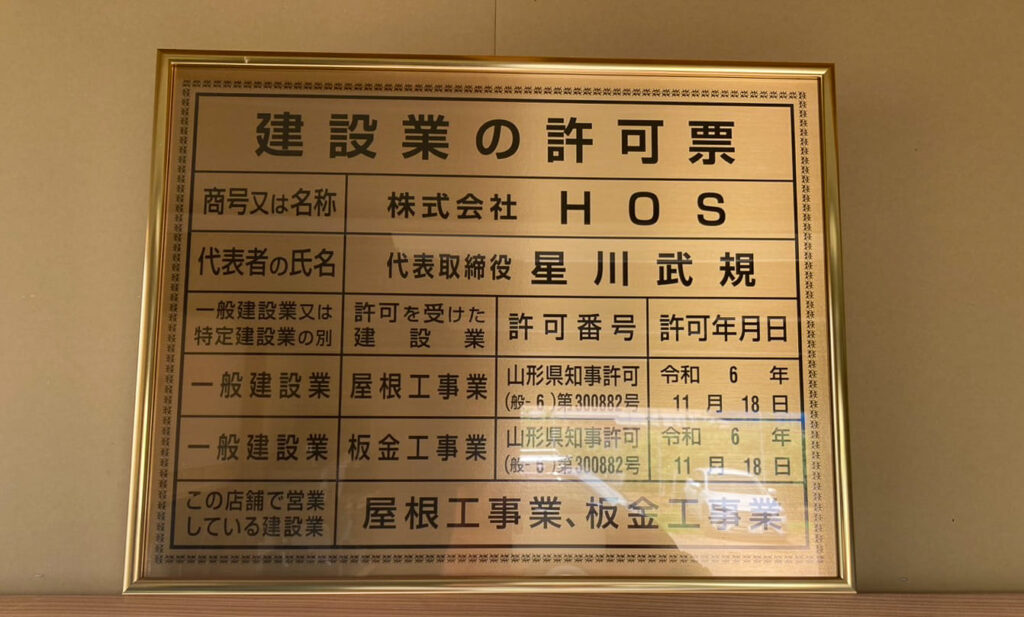 建設業の許可票
商号又は名称 株式会社 HOS
代表者の氏名 代表取締役 星川武規
一般建設業又は
特定建設業の別
許可を受けた
建設業
許可番号
許可年月日
一般建設業
屋根工事業
山形県知事許可
(般-6)第300882号
令和 6 年
11 月 18 日
一般建設業
板金工事業
山形県知事許可
(般-6)第300882号
令和 6 年
11 月 18 日
この店舗で営業
している建設業
屋根工事業、板金工事業